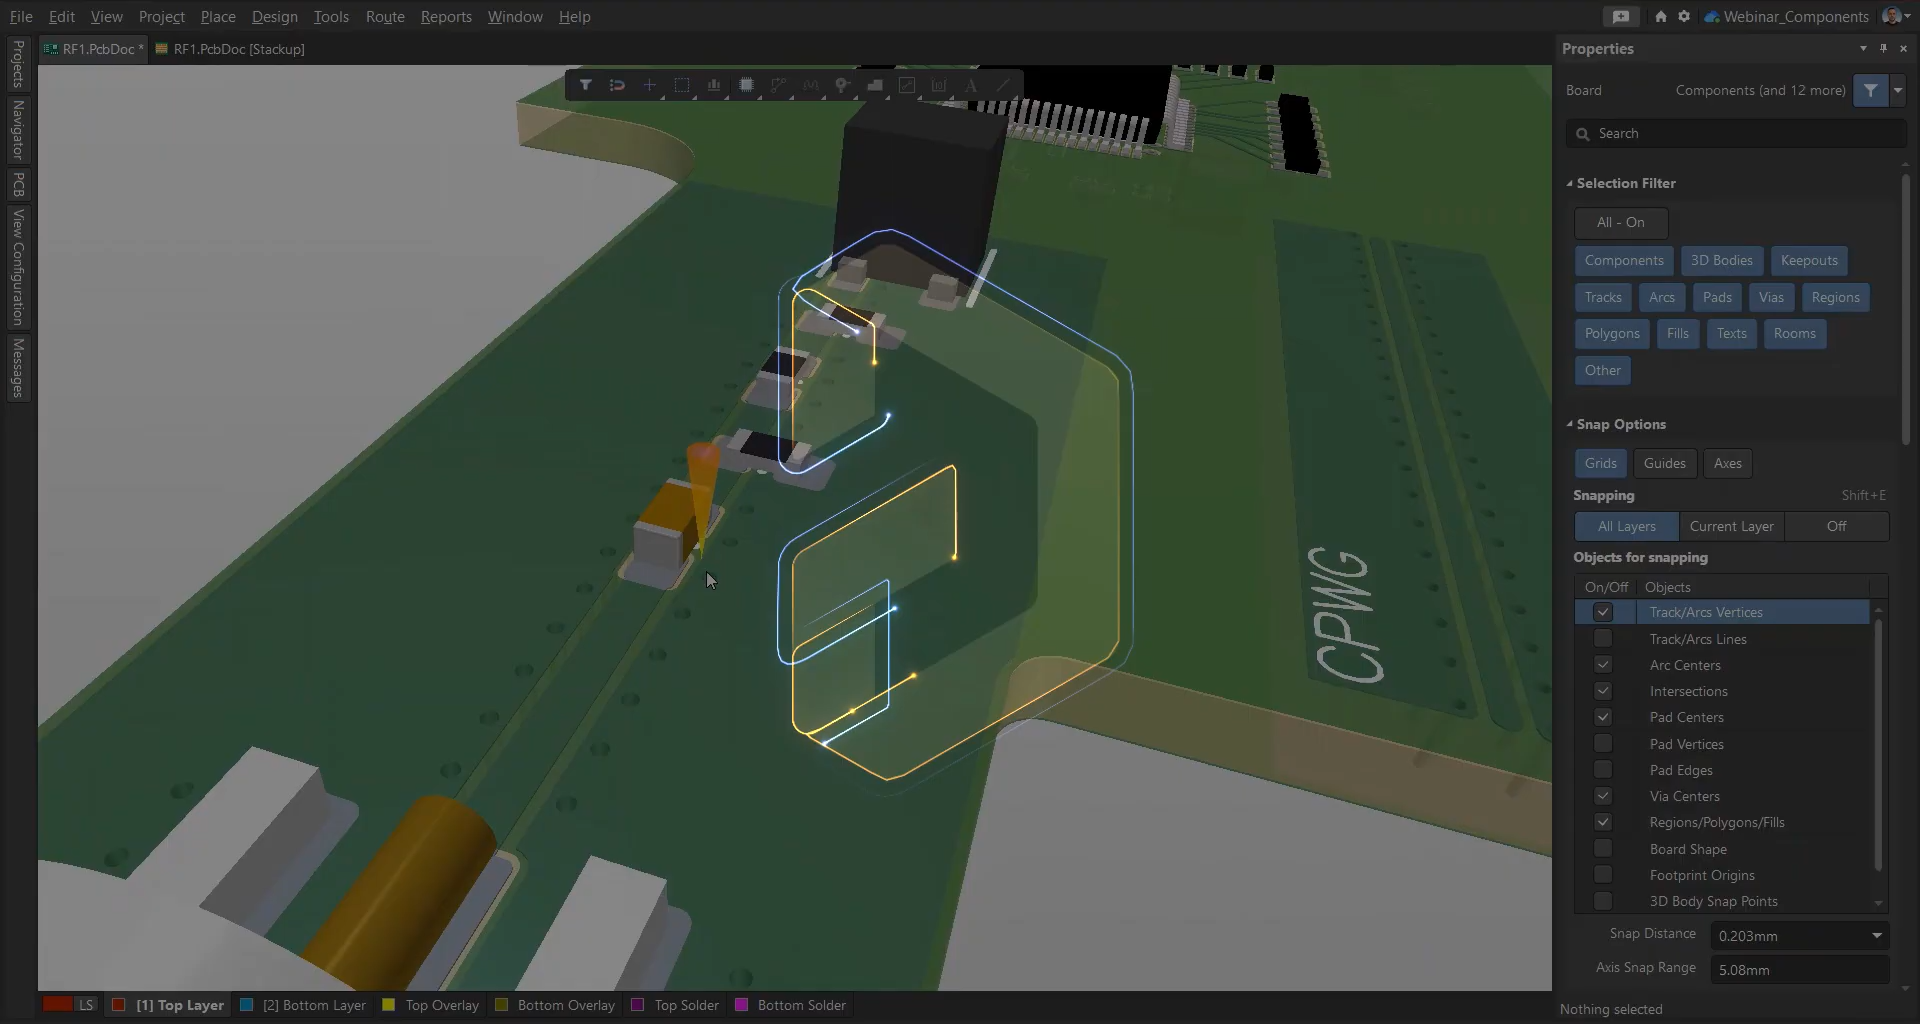 File Edit View Project Place Design Tools Route Reports Window Help
Webinar_Components
RF1.PcbDoc * RF1.PcbDoc [Stackup]
Projects
Navigator
PCB
View Configuration
Messages
CPWG
Properties
Board Components (and 12 more)
Search
Selection Filter
All - On
Components 3D Bodies Keepouts
Tracks Arcs Pads Vias Regions
Polygons Fills Texts Rooms
Other
Snap Options
Grids Guides Axes
Snapping Shift+E
All Layers Current Layer Off
Objects for snapping
On/Off Objects
Track/Arcs Vertices
Track/Arcs Lines
Arc Centers
Intersections
Pad Centers
Pad Vertices
Pad Edges
Via Centers
Regions/Polygons/Fills
Board Shape
Footprint Origins
3D Body Snap Points
Snap Distance 0.203mm
Axis Snap Range 5.08mm
LS [1] Top Layer [2] Bottom Layer Top Overlay Bottom Overlay Top Solder Bottom Solder
Nothing selected